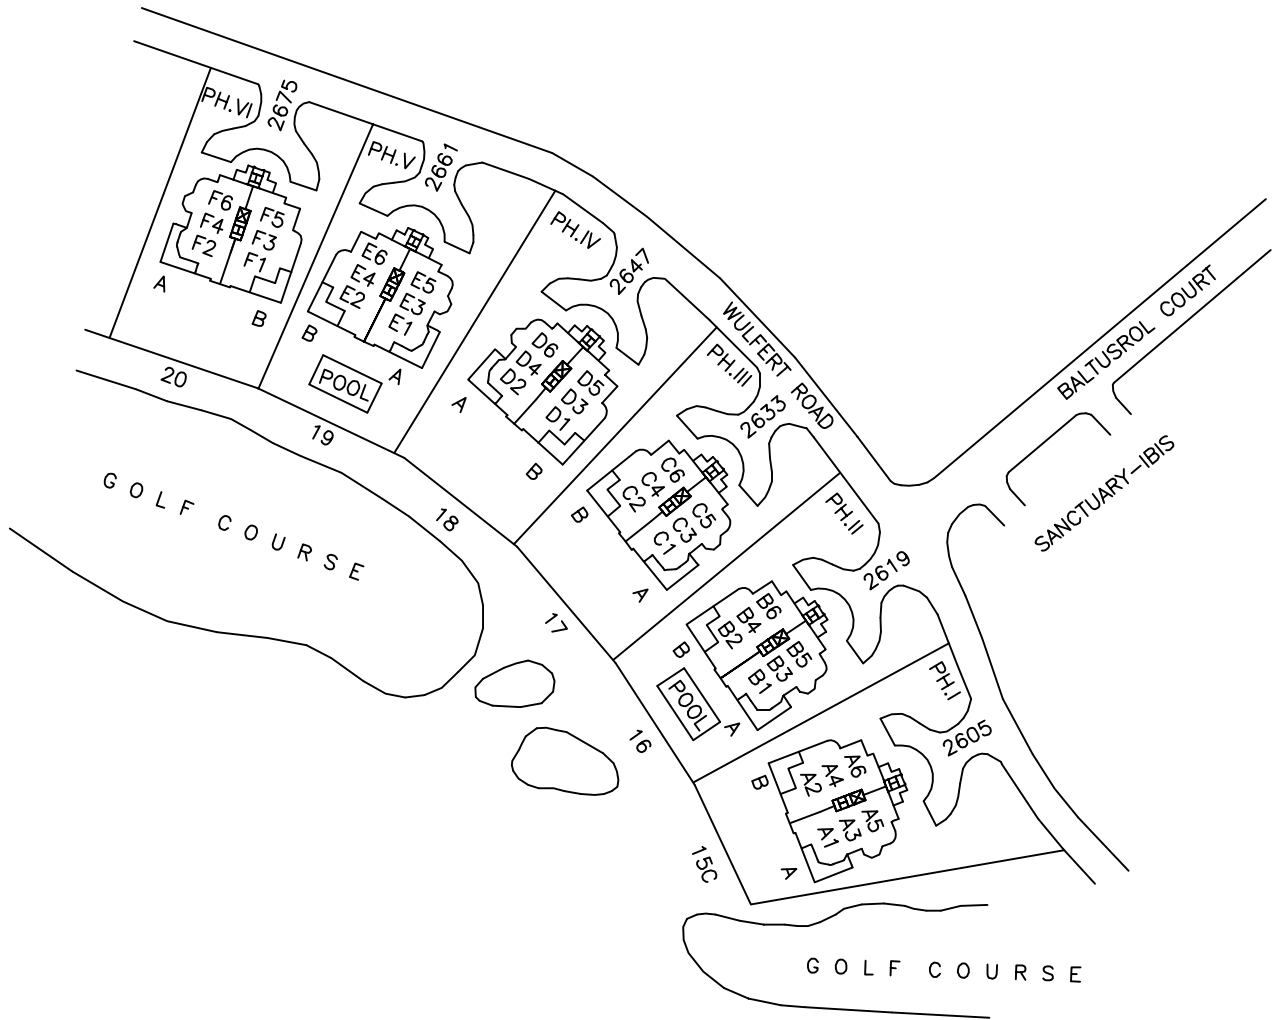 PH.VI
2675
F6
F5
F4
F3
F2
F1
A
B
20
PH.V
2661
E6
E5
E4
E3
E2
E1
B
A
POOL
19
PH.IV
2647
D6
D5
D4
D3
D2
D1
A
B
18
WULFERT ROAD
PH.III
2633
C6
C5
C4
C3
C2
C1
B
A
17
PH.II
2619
B6
B5
B4
B3
B2
B1
B
A
POOL
16
PH.I
2605
A6
A5
A4
A3
A2
A1
B
A
15C
BALTUSROL COURT
SANCTUARY-IBIS
GOLF COURSE
GOLF COURSE